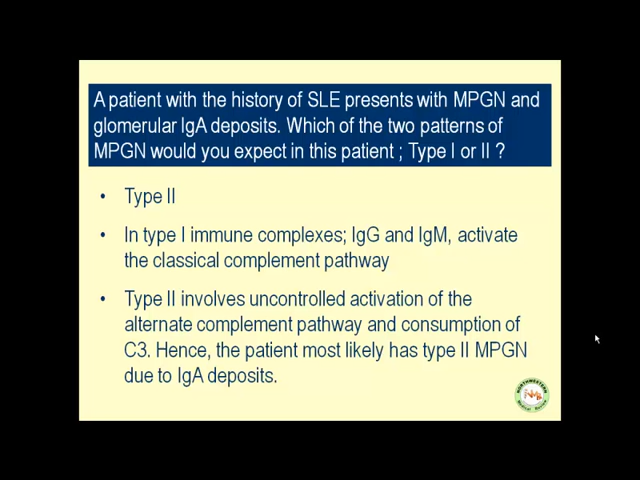 A patient with the history of SLE presents with MPGN and
glomerular IgA deposits. Which of the two patterns of
MPGN would you expect in this patient ; Type I or II ?
• Type II
• In type I immune complexes; IgG and IgM, activate
the classical complement pathway
• Type II involves uncontrolled activation of the
alternate complement pathway and consumption of
C3. Hence, the patient most likely has type II MPGN
due to IgA deposits.
NORTHWESTERN
Medical Review